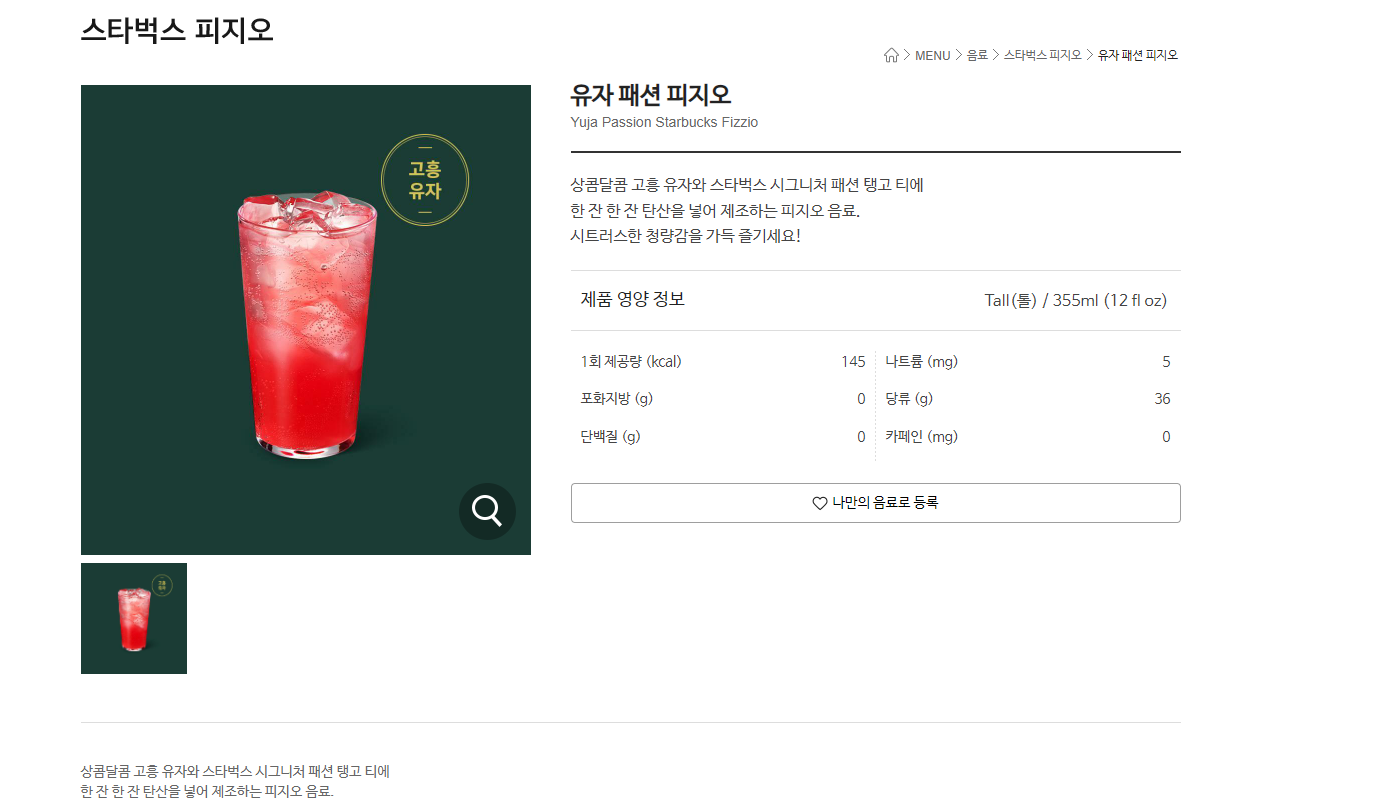 스타벅스 피지오
MENU 음료 스타벅스 피지오 유자 패션 피지오
고흥
유자
유자 패션 피지오
Yuja Passion Starbucks Fizzio
상콤달콤 고흥 유자와 스타벅스 시그니처 패션 탱고 티에
한 잔 한 잔 탄산을 넣어 제조하는 피지오 음료.
시트러스한 청량감을 가득 즐기세요!
제품 영양 정보 Tall(톨) / 355ml (12 fl oz)
1회 제공량 (kcal) 145 나트륨 (mg) 5
포화지방 (g) 0 당류 (g) 36
단백질 (g) 0 카페인 (mg) 0
나만의 음료로 등록
고흥
유자
상콤달콤 고흥 유자와 스타벅스 시그니처 패션 탱고 티에
한 잔 한 잔 탄산을 넣어 제조하는 피지오 음료.